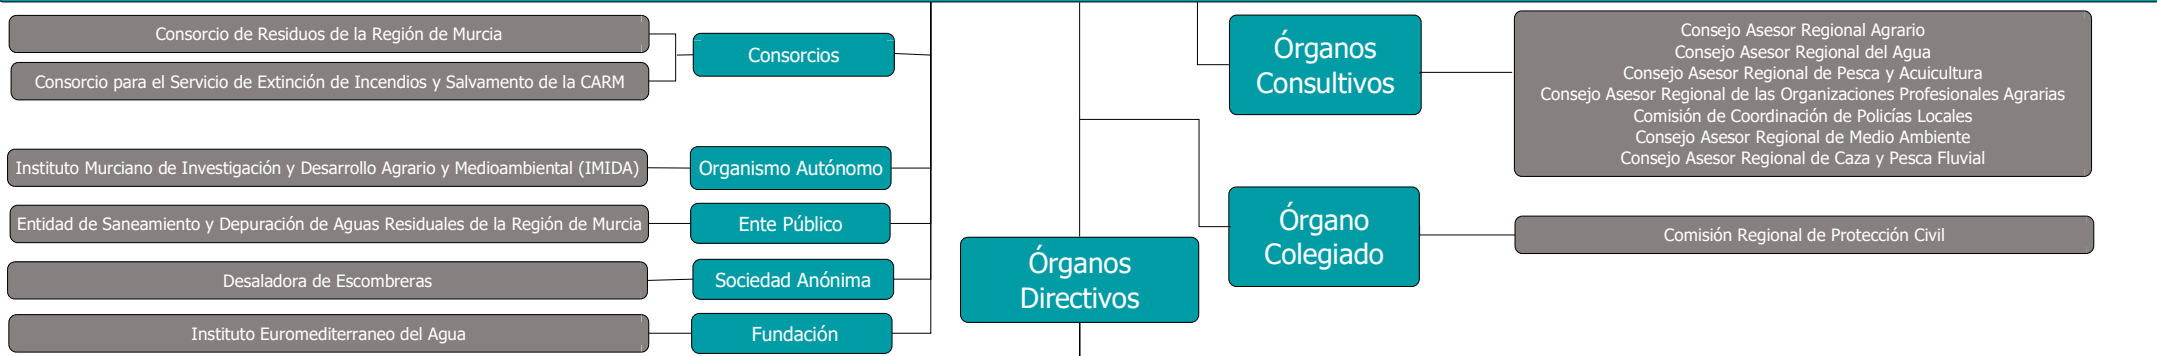 Consorcio de Residuos de la Región de Murcia
Consorcio para el Servicio de Extinción de Incendios y Salvamento de la CARM
Consorcios
Instituto Murciano de Investigación y Desarrollo Agrario y Medioambiental (IMIDA)
Organismo Autónomo
Entidad de Saneamiento y Depuración de Aguas Residuales de la Región de Murcia
Ente Público
Desaladora de Escombreras
Sociedad Anónima
Instituto Euromediterraneo del Agua
Fundación
Órganos
Directivos
Órganos
Consultivos
Consejo Asesor Regional Agrario
Consejo Asesor Regional del Agua
Consejo Asesor Regional de Pesca y Acuicultura
Consejo Asesor Regional de las Organizaciones Profesionales Agrarias
Comisión de Coordinación de Policías Locales
Consejo Asesor Regional de Medio Ambiente
Consejo Asesor Regional de Caza y Pesca Fluvial
Órgano
Colegiado
Comisión Regional de Protección Civil